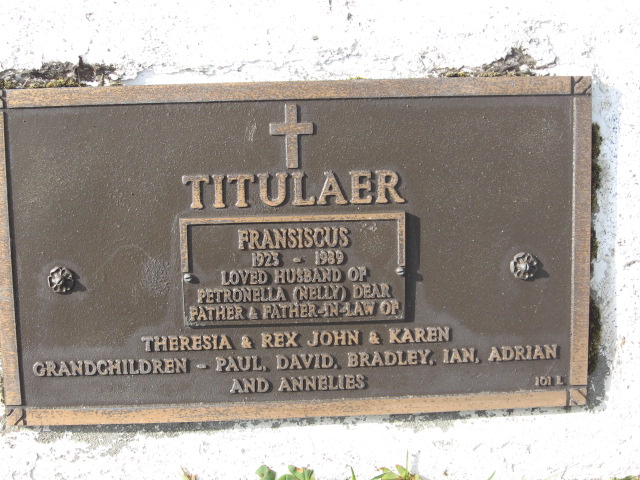 TITULAER
FRANSISCUS
1923 - 1989
LOVED HUSBAND OF
PETRONELLA (NELLY) DEAR
FATHER & FATHER-IN-LAW OF
THERESIA & REX JOHN & KAREN
GRANDCHILDREN - PAUL, DAVID, BRADLEY, IAN, ADRIAN
AND ANNELIES
101 L